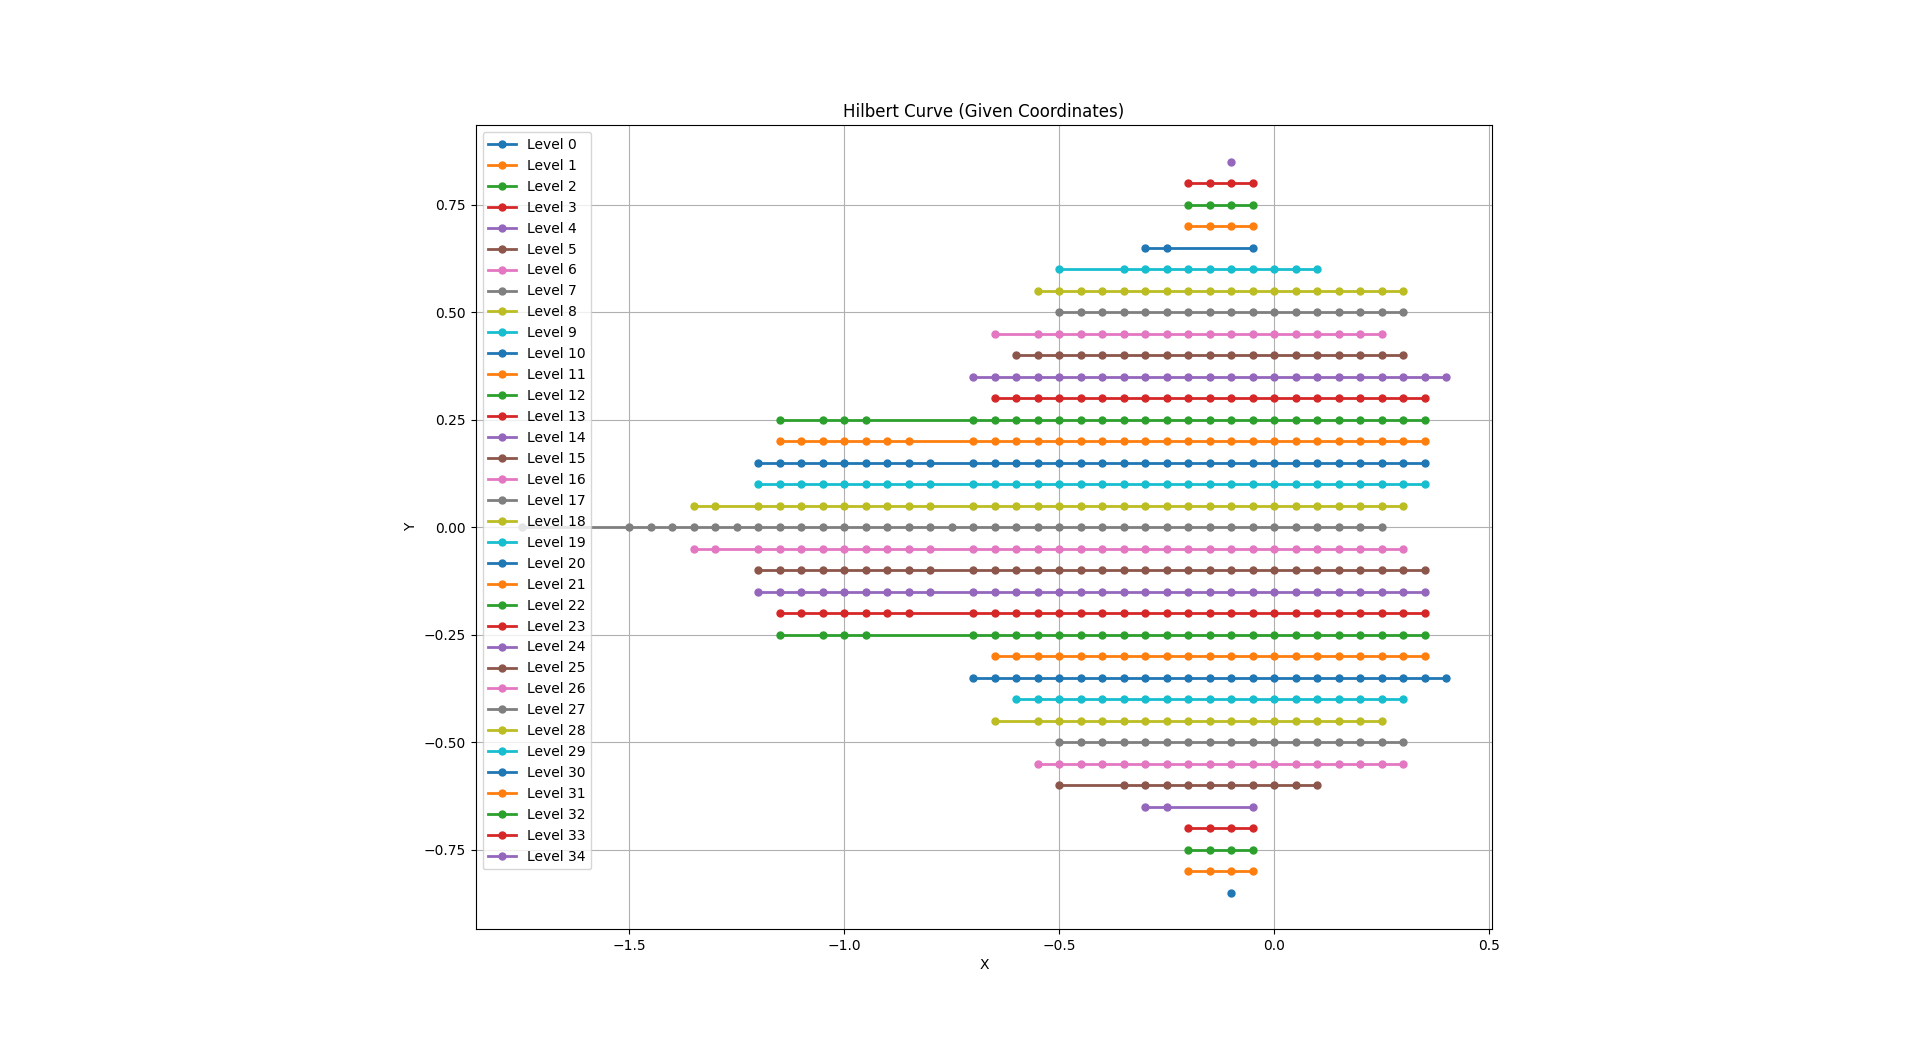 Hilbert Curve (Given Coordinates)
Level 0
Level 1
Level 2
Level 3
Level 4
Level 5
Level 6
Level 7
Level 8
Level 9
Level 10
Level 11
Level 12
Level 13
Level 14
Level 15
Level 16
Level 17
Level 18
Level 19
Level 20
Level 21
Level 22
Level 23
Level 24
Level 25
Level 26
Level 27
Level 28
Level 29
Level 30
Level 31
Level 32
Level 33
Level 34
Y
0.75
0.50
0.25
0.00
−0.25
−0.50
−0.75
−1.5 −1.0 −0.5 0.0 0.5
X